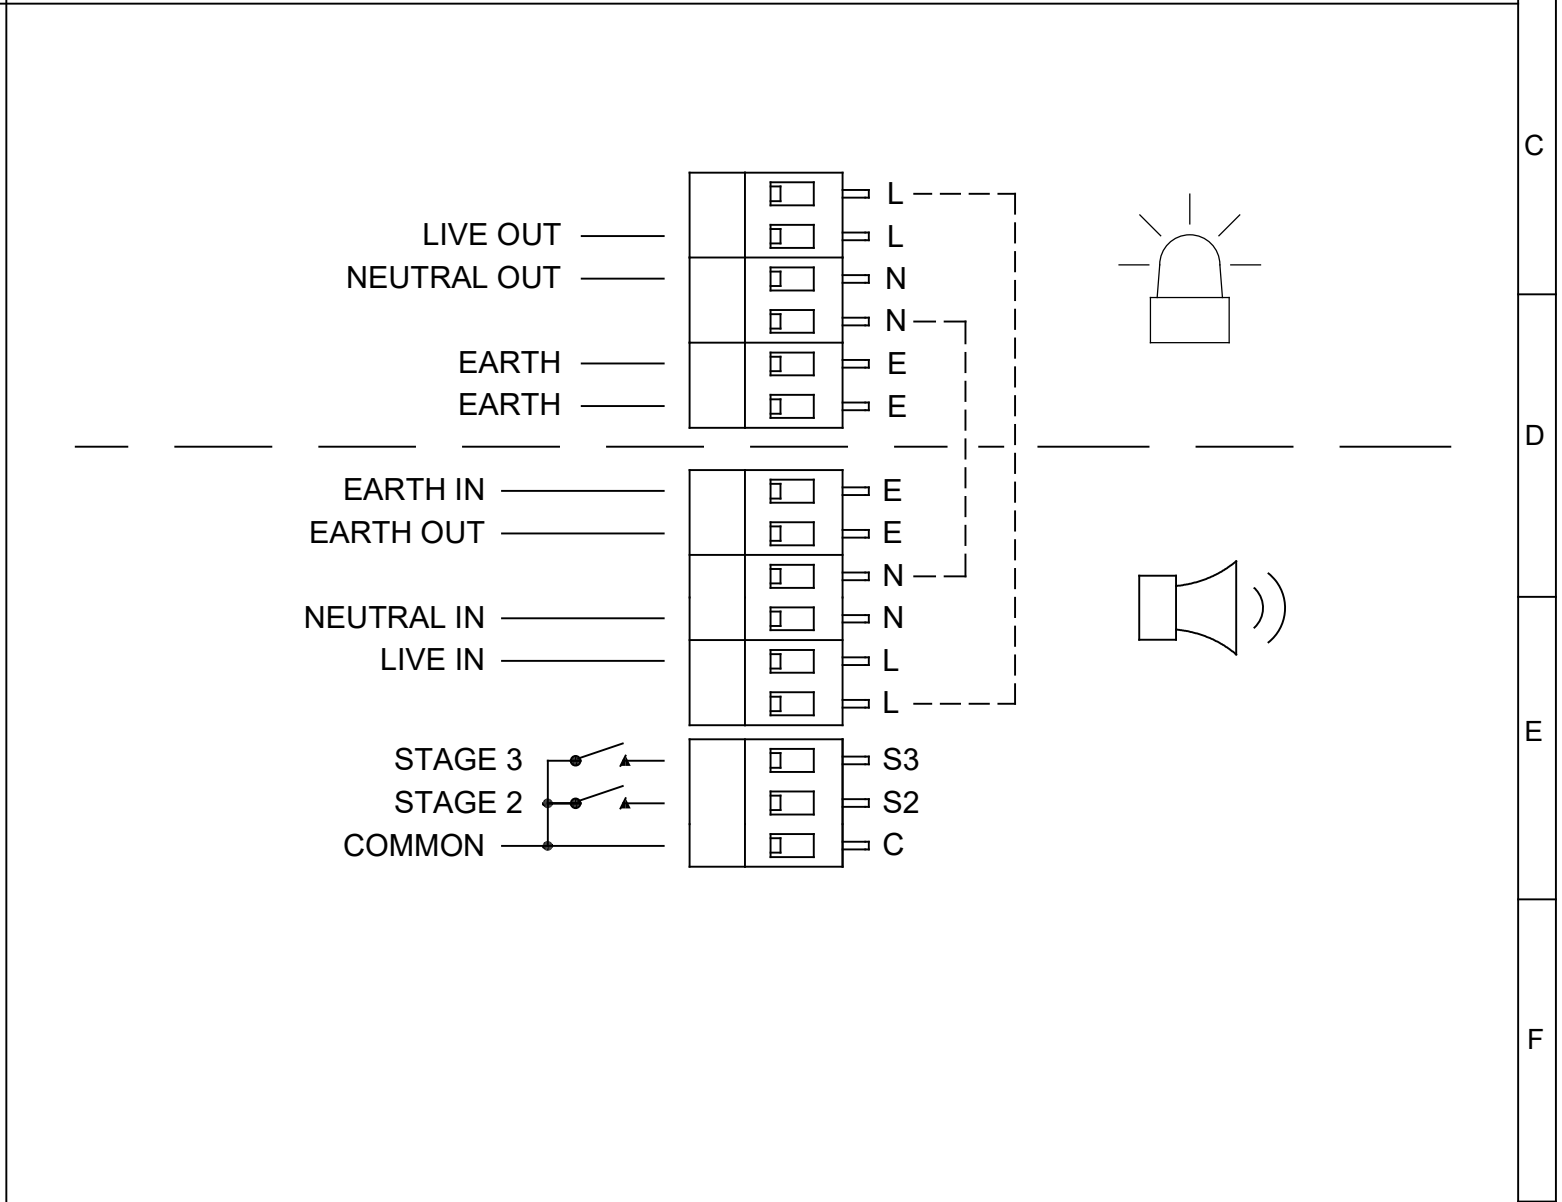 C
L
LIVE OUT L
NEUTRAL OUT N
N
EARTH E
EARTH E
D
EARTH IN E
EARTH OUT E
N
NEUTRAL IN N
LIVE IN L
L
E
STAGE 3 S3
STAGE 2 S2
COMMON C
F